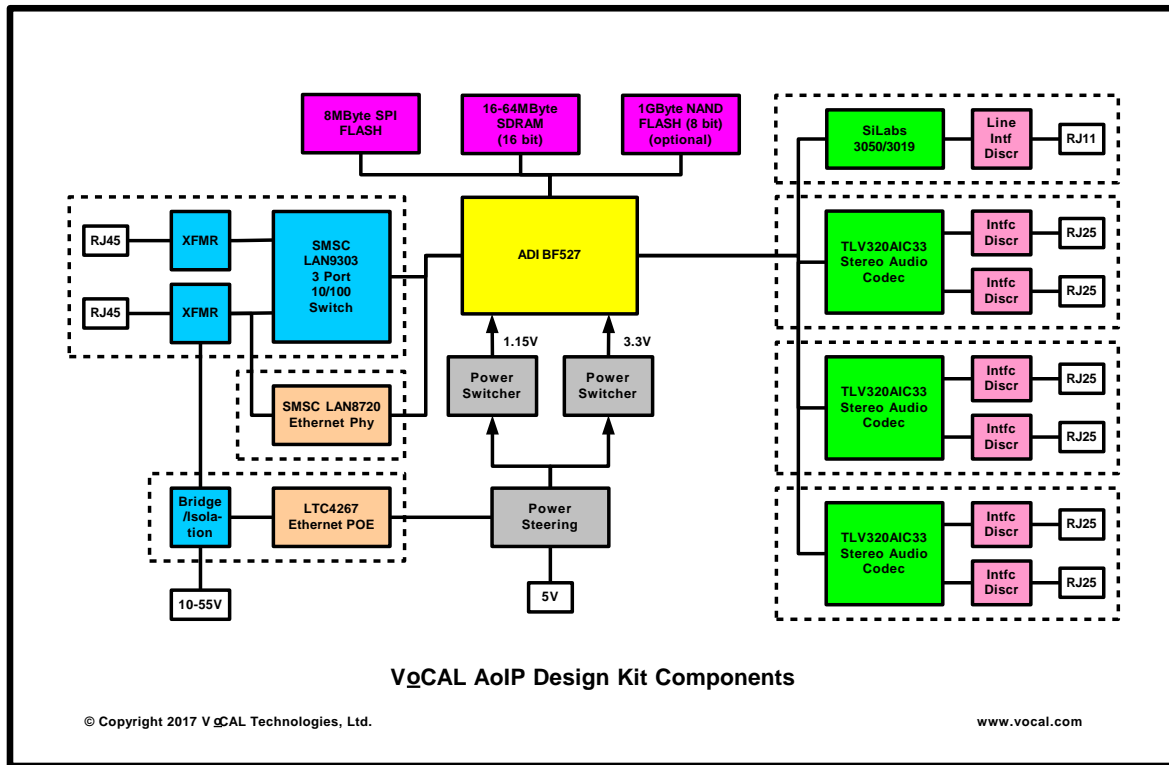 8MByte SPI
FLASH
16-64MByte
SDRAM
(16 bit)
1GByte NAND
FLASH (8 bit)
(optional)
SiLabs
3050/3019
Line
Intf
Discr
RJ11
RJ45
XFMR
SMSC
LAN9303
3 Port
10/100
Switch
RJ45
XFMR
ADI BF527
TLV320AIC33
Stereo Audio
Codec
Intfc
Discr
RJ25
Intfc
Discr
RJ25
1.15V
3.3V
Power
Switcher
Power
Switcher
SMSC LAN8720
Ethernet Phy
TLV320AIC33
Stereo Audio
Codec
Intfc
Discr
RJ25
Intfc
Discr
RJ25
Bridge
/Isola-
tion
LTC4267
Ethernet POE
Power
Steering
TLV320AIC33
Stereo Audio
Codec
Intfc
Discr
RJ25
Intfc
Discr
RJ25
10-55V
5V
VoCAL AoIP Design Kit Components
© Copyright 2017 VoCAL Technologies, Ltd.
www.vocal.com